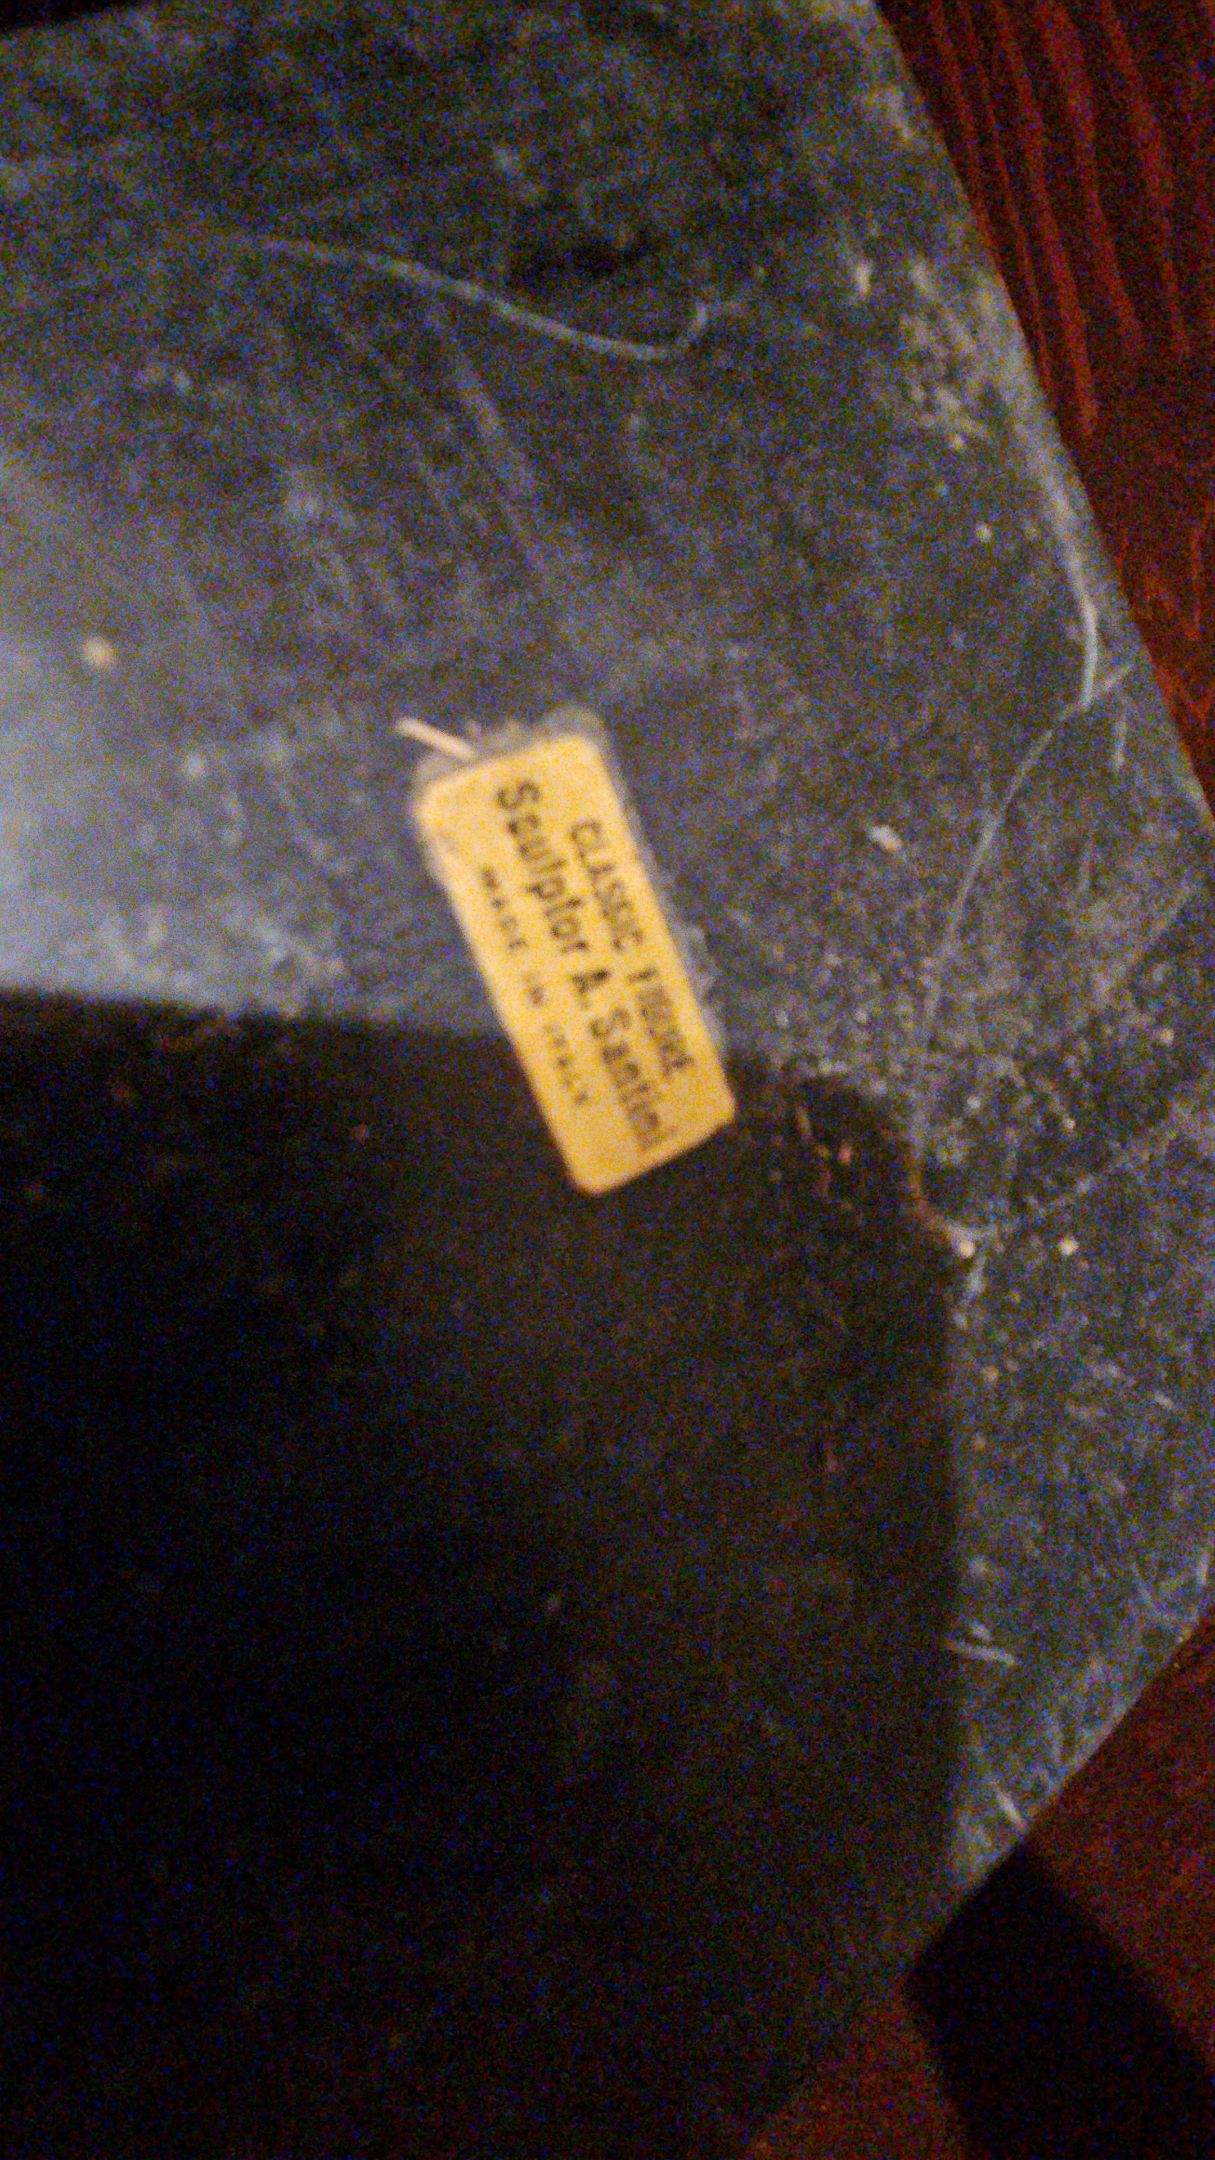 CLASSIC FIGURE
Sculptor A. Santini
MADE IN ITALY